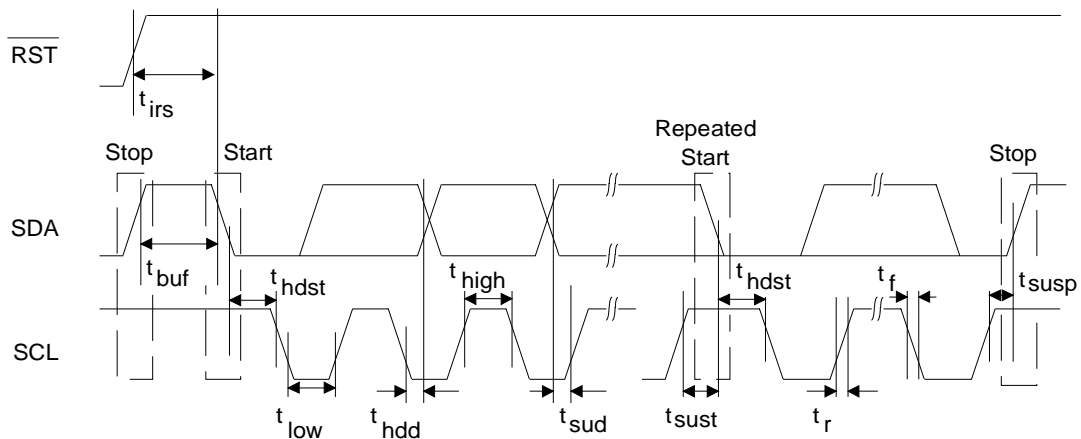 RST
t irs
Repeated
Stop Start Start Stop
SDA
t buf t hdst t high t hdst t f t susp
SCL
t low t hdd t sud t sust t r